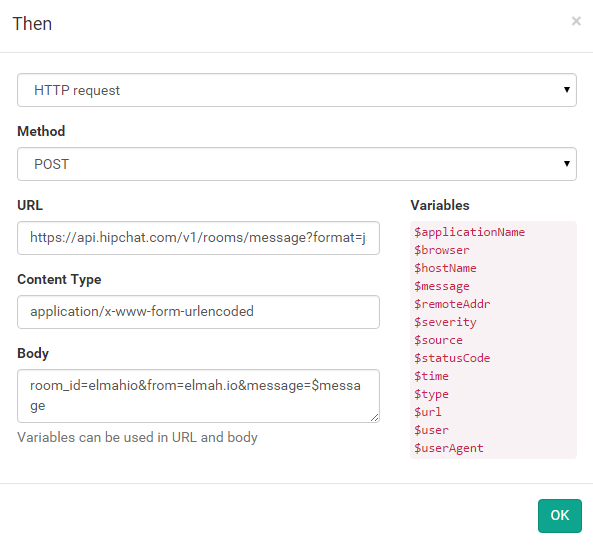 Then
×
HTTP request
Method
POST
URL
https://api.hipchat.com/v1/rooms/message?format=j
Content Type
application/x-www-form-urlencoded
Body
room_id=elmahio&from=elmah.io&message=$messa
ge
Variables can be used in URL and body
Variables
$applicationName
$browser
$hostName
$message
$remoteAddr
$severity
$source
$statusCode
$time
$type
$url
$user
$userAgent
OK